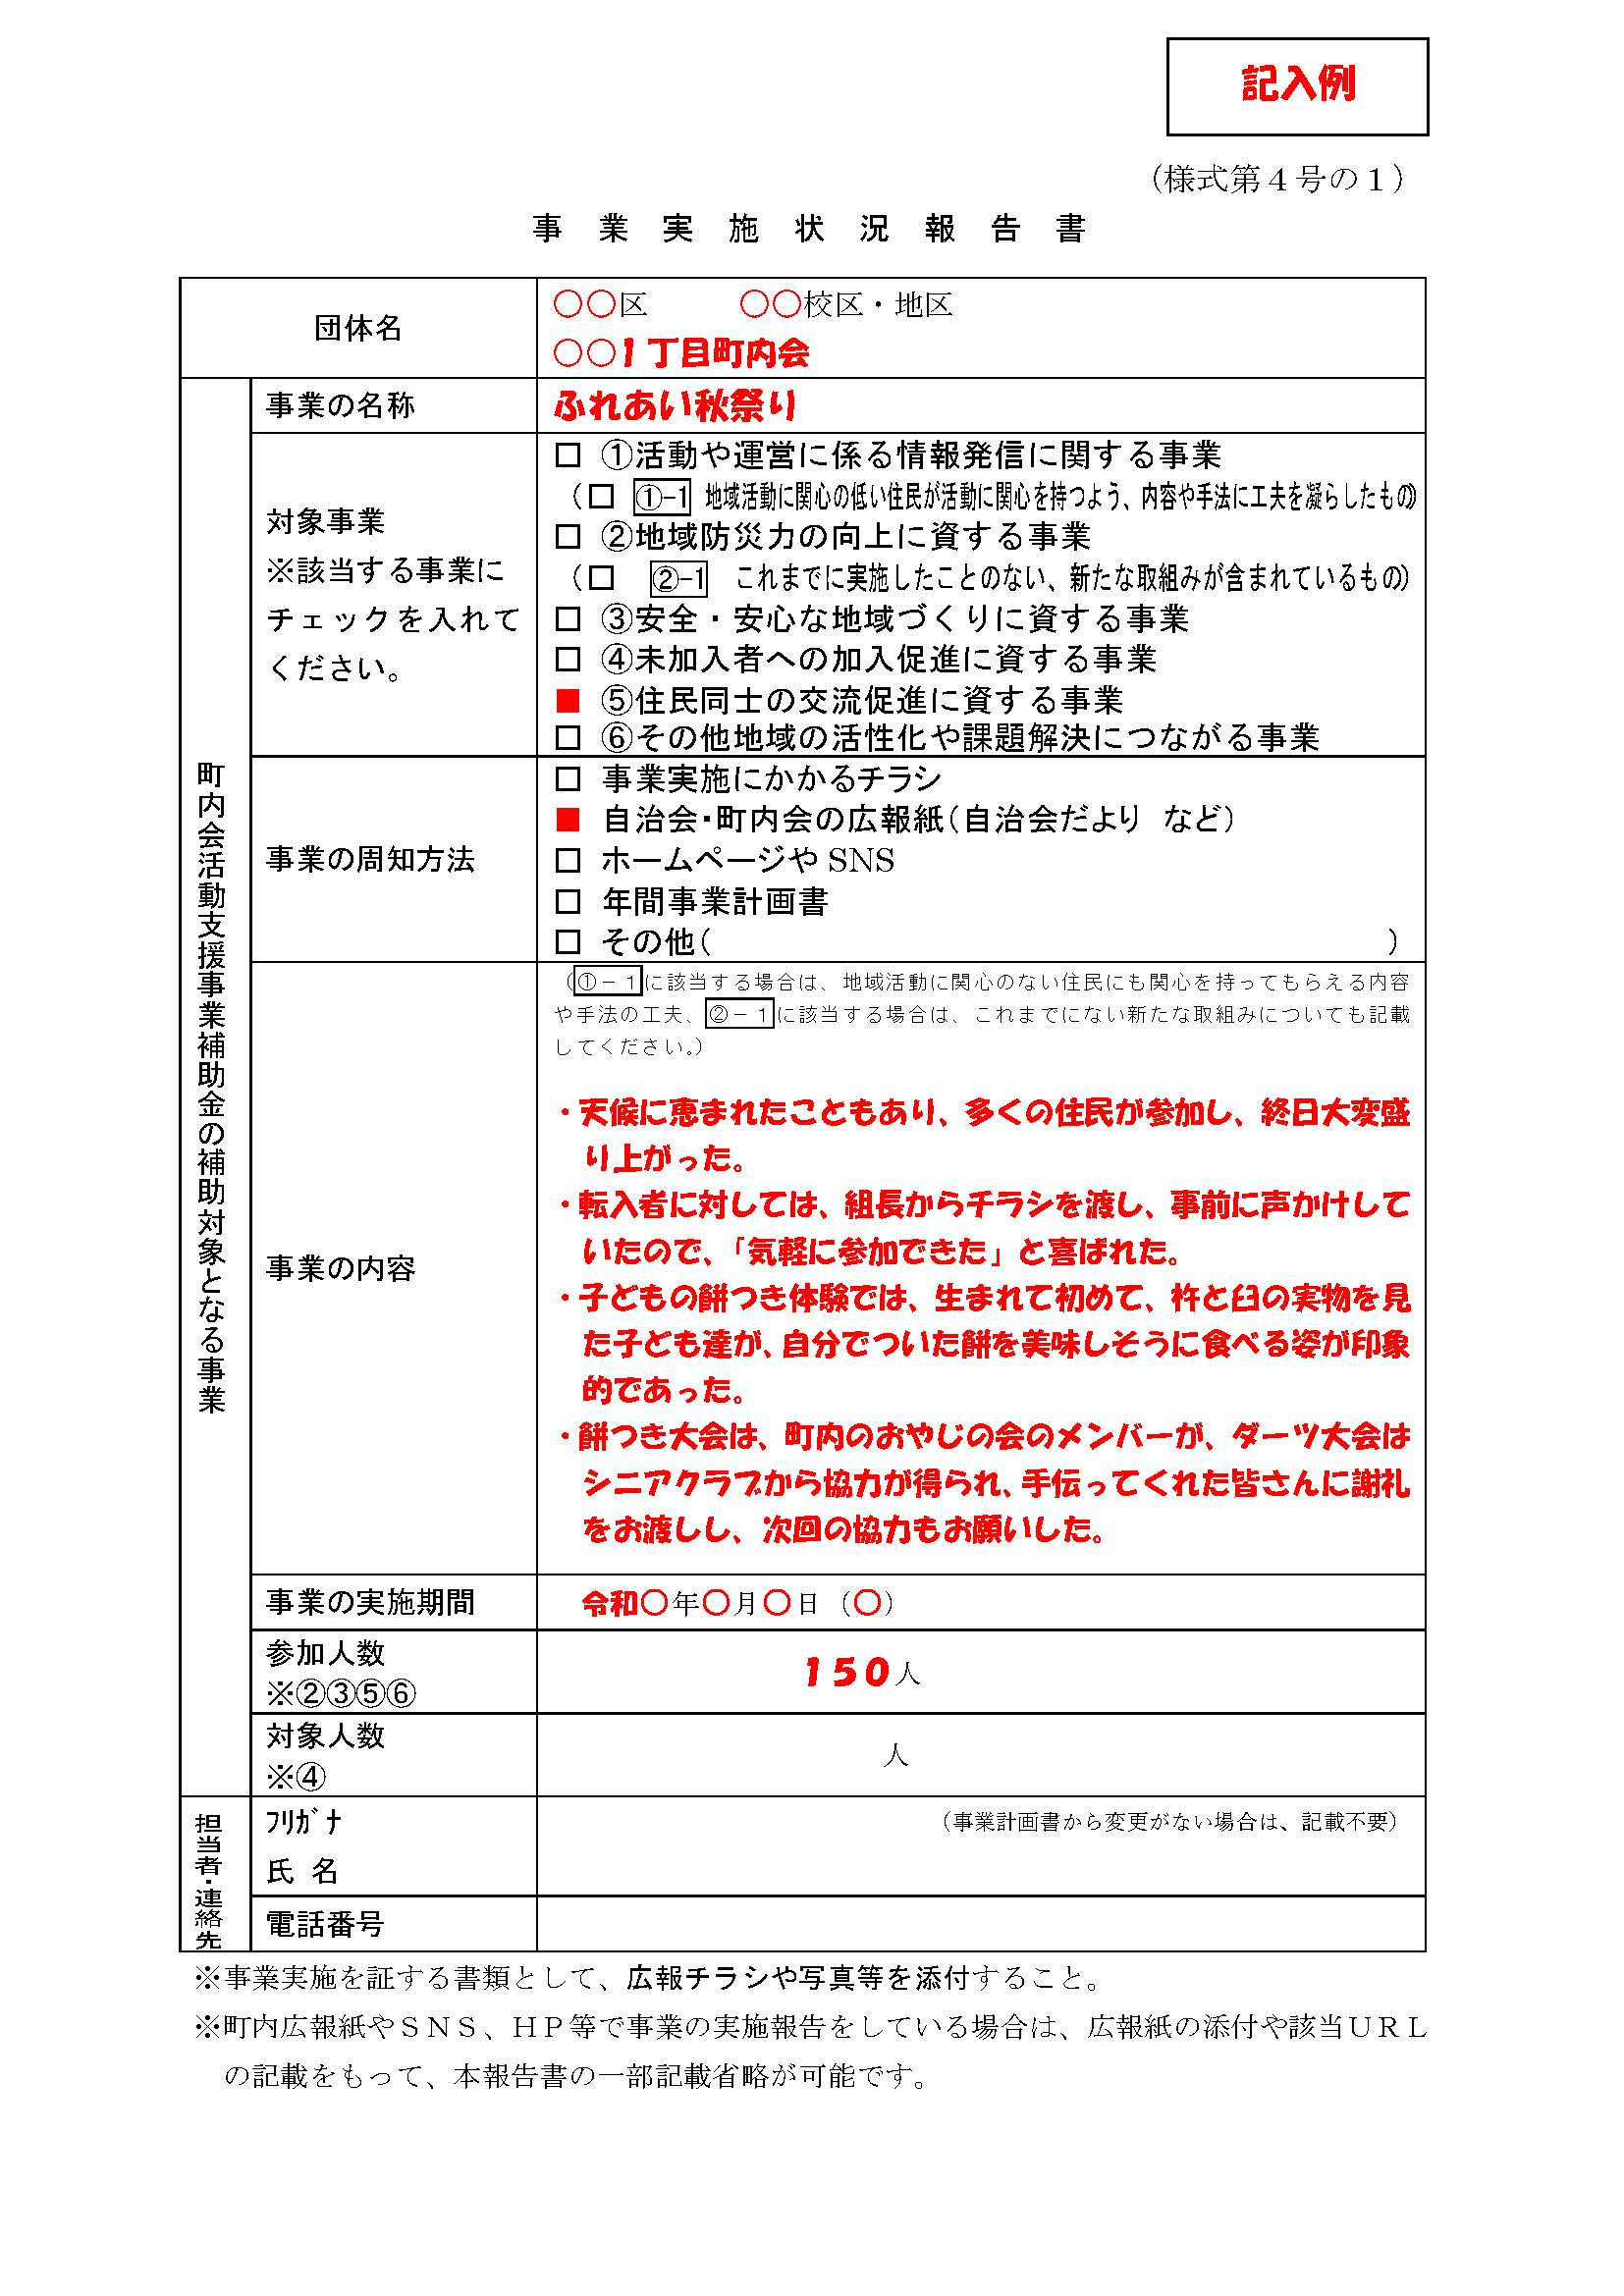 記入例
（様式第４号の１）
事業実施状況報告書
団体名
○○区　○○校区・地区
○○１丁目町内会
町内会活動支援事業補助金の補助対象となる事業
事業の名称
ふれあい秋祭り
対象事業
※該当する事業に
チェックを入れて
ください。
□ ①活動や運営に係る情報発信に関する事業
（□ ①-1 地域活動に関心の低い住民が活動に関心を持つよう、内容や手法に工夫を凝らしたもの）
□ ②地域防災力の向上に資する事業
（□ ②-1 これまでに実施したことのない、新たな取組みが含まれているもの）
□ ③安全・安心な地域づくりに資する事業
□ ④未加入者への加入促進に資する事業
■ ⑤住民同士の交流促進に資する事業
□ ⑥その他地域の活性化や課題解決につながる事業
事業の周知方法
□ 事業実施にかかるチラシ
■ 自治会・町内会の広報紙（自治会だより　など）
□ ホームページや SNS
□ 年間事業計画書
□ その他（　）
事業の内容
（①－１に該当する場合は、地域活動に関心のない住民にも関心を持ってもらえる内容
や手法の工夫、②－１に該当する場合は、これまでにない新たな取組みについても記載
してください。）
・天候に恵まれたこともあり、多くの住民が参加し、終日大変盛
り上がった。
・転入者に対しては、組長からチラシを渡し、事前に声かけして
いたので、「気軽に参加できた」と喜ばれた。
・子どもの餅つき体験では、生まれて初めて、杵と臼の実物を見
た子ども達が、自分でついた餅を美味しそうに食べる姿が印象
的であった。
・餅つき大会は、町内のおやじの会のメンバーが、ダーツ大会は
シニアクラブから協力が得られ、手伝ってくれた皆さんに謝礼
をお渡しし、次回の協力もお願いした。
事業の実施期間
令和○年○月○日（○）
参加人数
※②③⑤⑥
１５０人
対象人数
※④
人
担当者・連絡先
ﾌﾘｶﾞﾅ
氏 名
（事業計画書から変更がない場合は、記載不要）
電話番号
※事業実施を証する書類として、広報チラシや写真等を添付すること。
※町内広報紙やＳＮＳ、ＨＰ等で事業の実施報告をしている場合は、広報紙の添付や該当ＵＲＬ
の記載をもって、本報告書の一部記載省略が可能です。